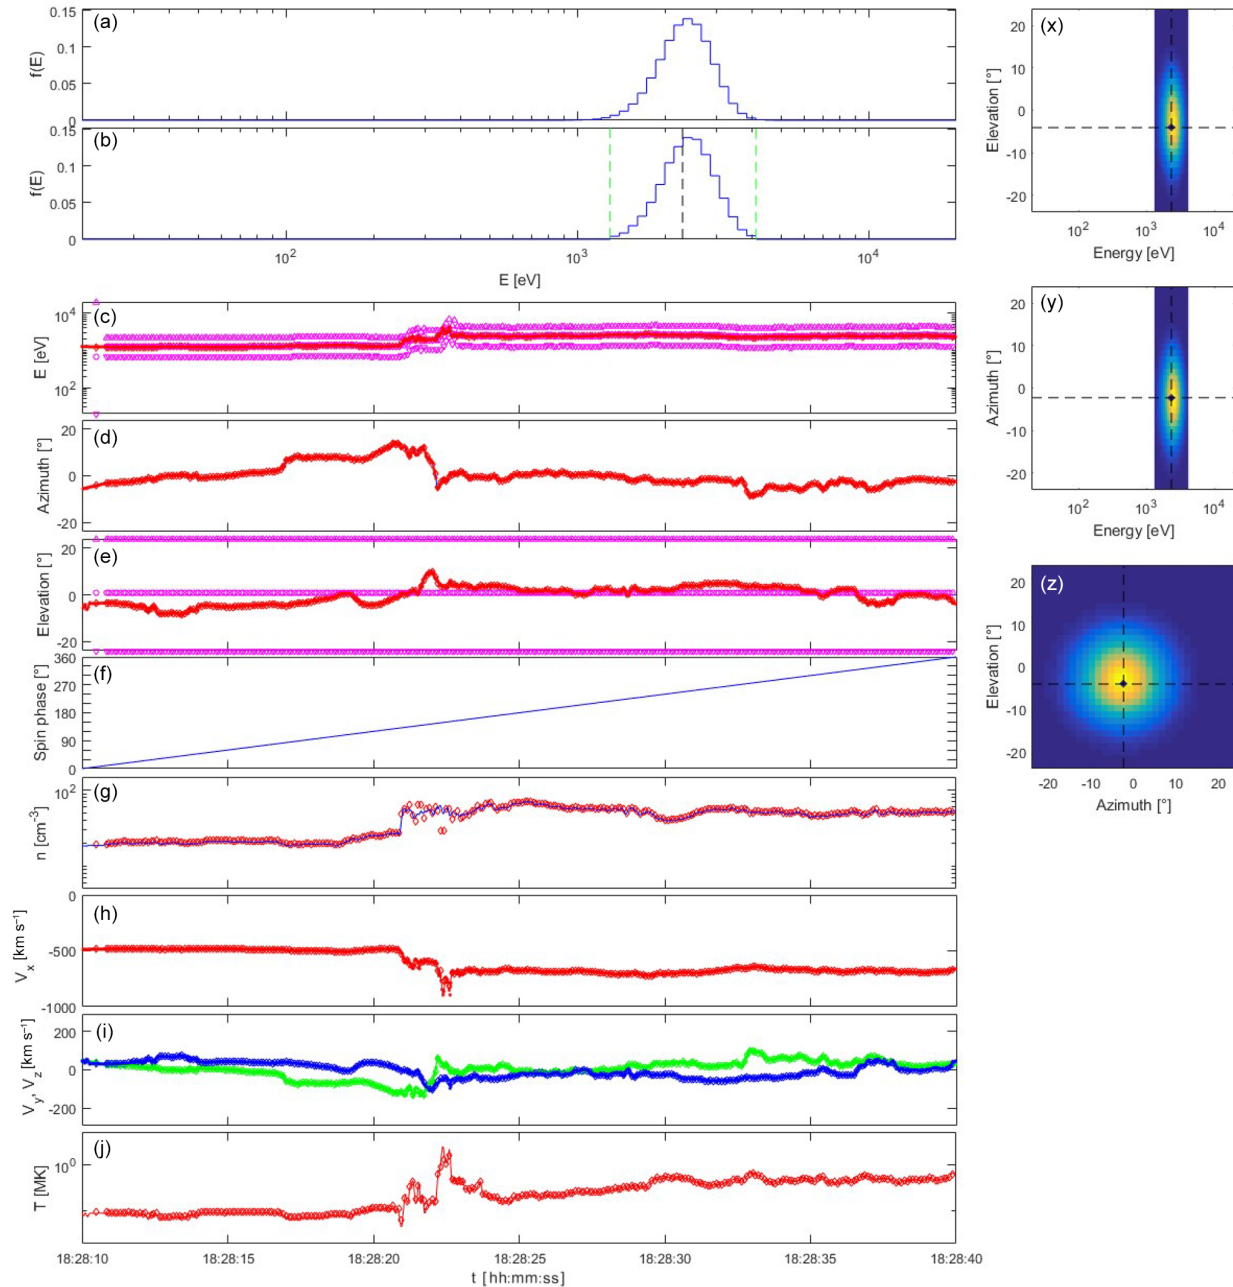 (a)
0.15
0.1
0.05
0
f(E)
(b)
0.15
0.1
0.05
0
f(E)
10²
10³
10⁴
E [eV]
(c)
10⁴
10²
E [eV]
(d)
20
0
-20
Azimuth [°]
(e)
20
0
-20
Elevation [°]
(f)
360
270
180
90
0
Spin phase [°]
(g)
10²
n [cm⁻³]
(h)
0
-500
-1000
Vₓ [km s⁻¹]
(i)
200
0
-200
V_y, V_z [km s⁻¹]
(j)
10⁰
T [MK]
18:28:10 18:28:15 18:28:20 18:28:25 18:28:30 18:28:35 18:28:40
t [hh:mm:ss]
(x)
20
10
0
-10
-20
Elevation [°]
10² 10³ 10⁴
Energy [eV]
(y)
20
10
0
-10
-20
Azimuth [°]
10² 10³ 10⁴
Energy [eV]
(z)
20
10
0
-10
-20
Elevation [°]
-20 -10 0 10 20
Azimuth [°]